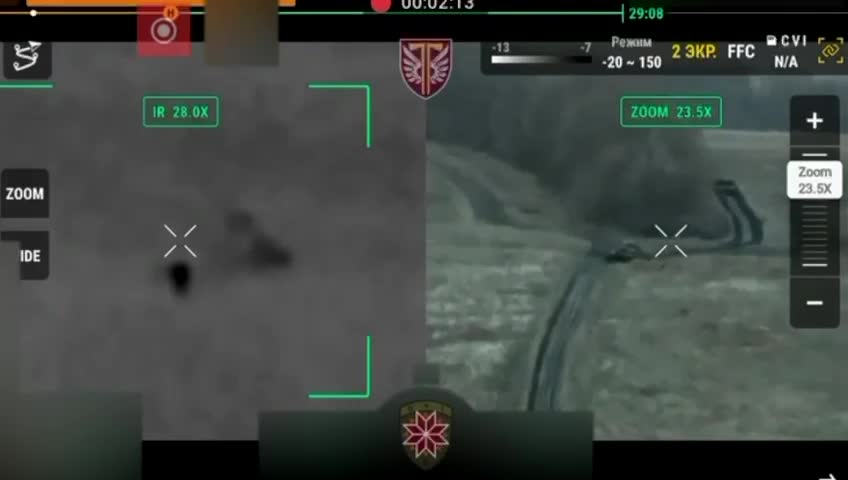 H
00:02:13
29:08
-13
-7
Режим
-20 ~ 150
2 ЭКР.
FFC
CVI
N/A
IR 28.0X
ZOOM 23.5X
+
Zoom
23.5X
ZOOM
IDE
−